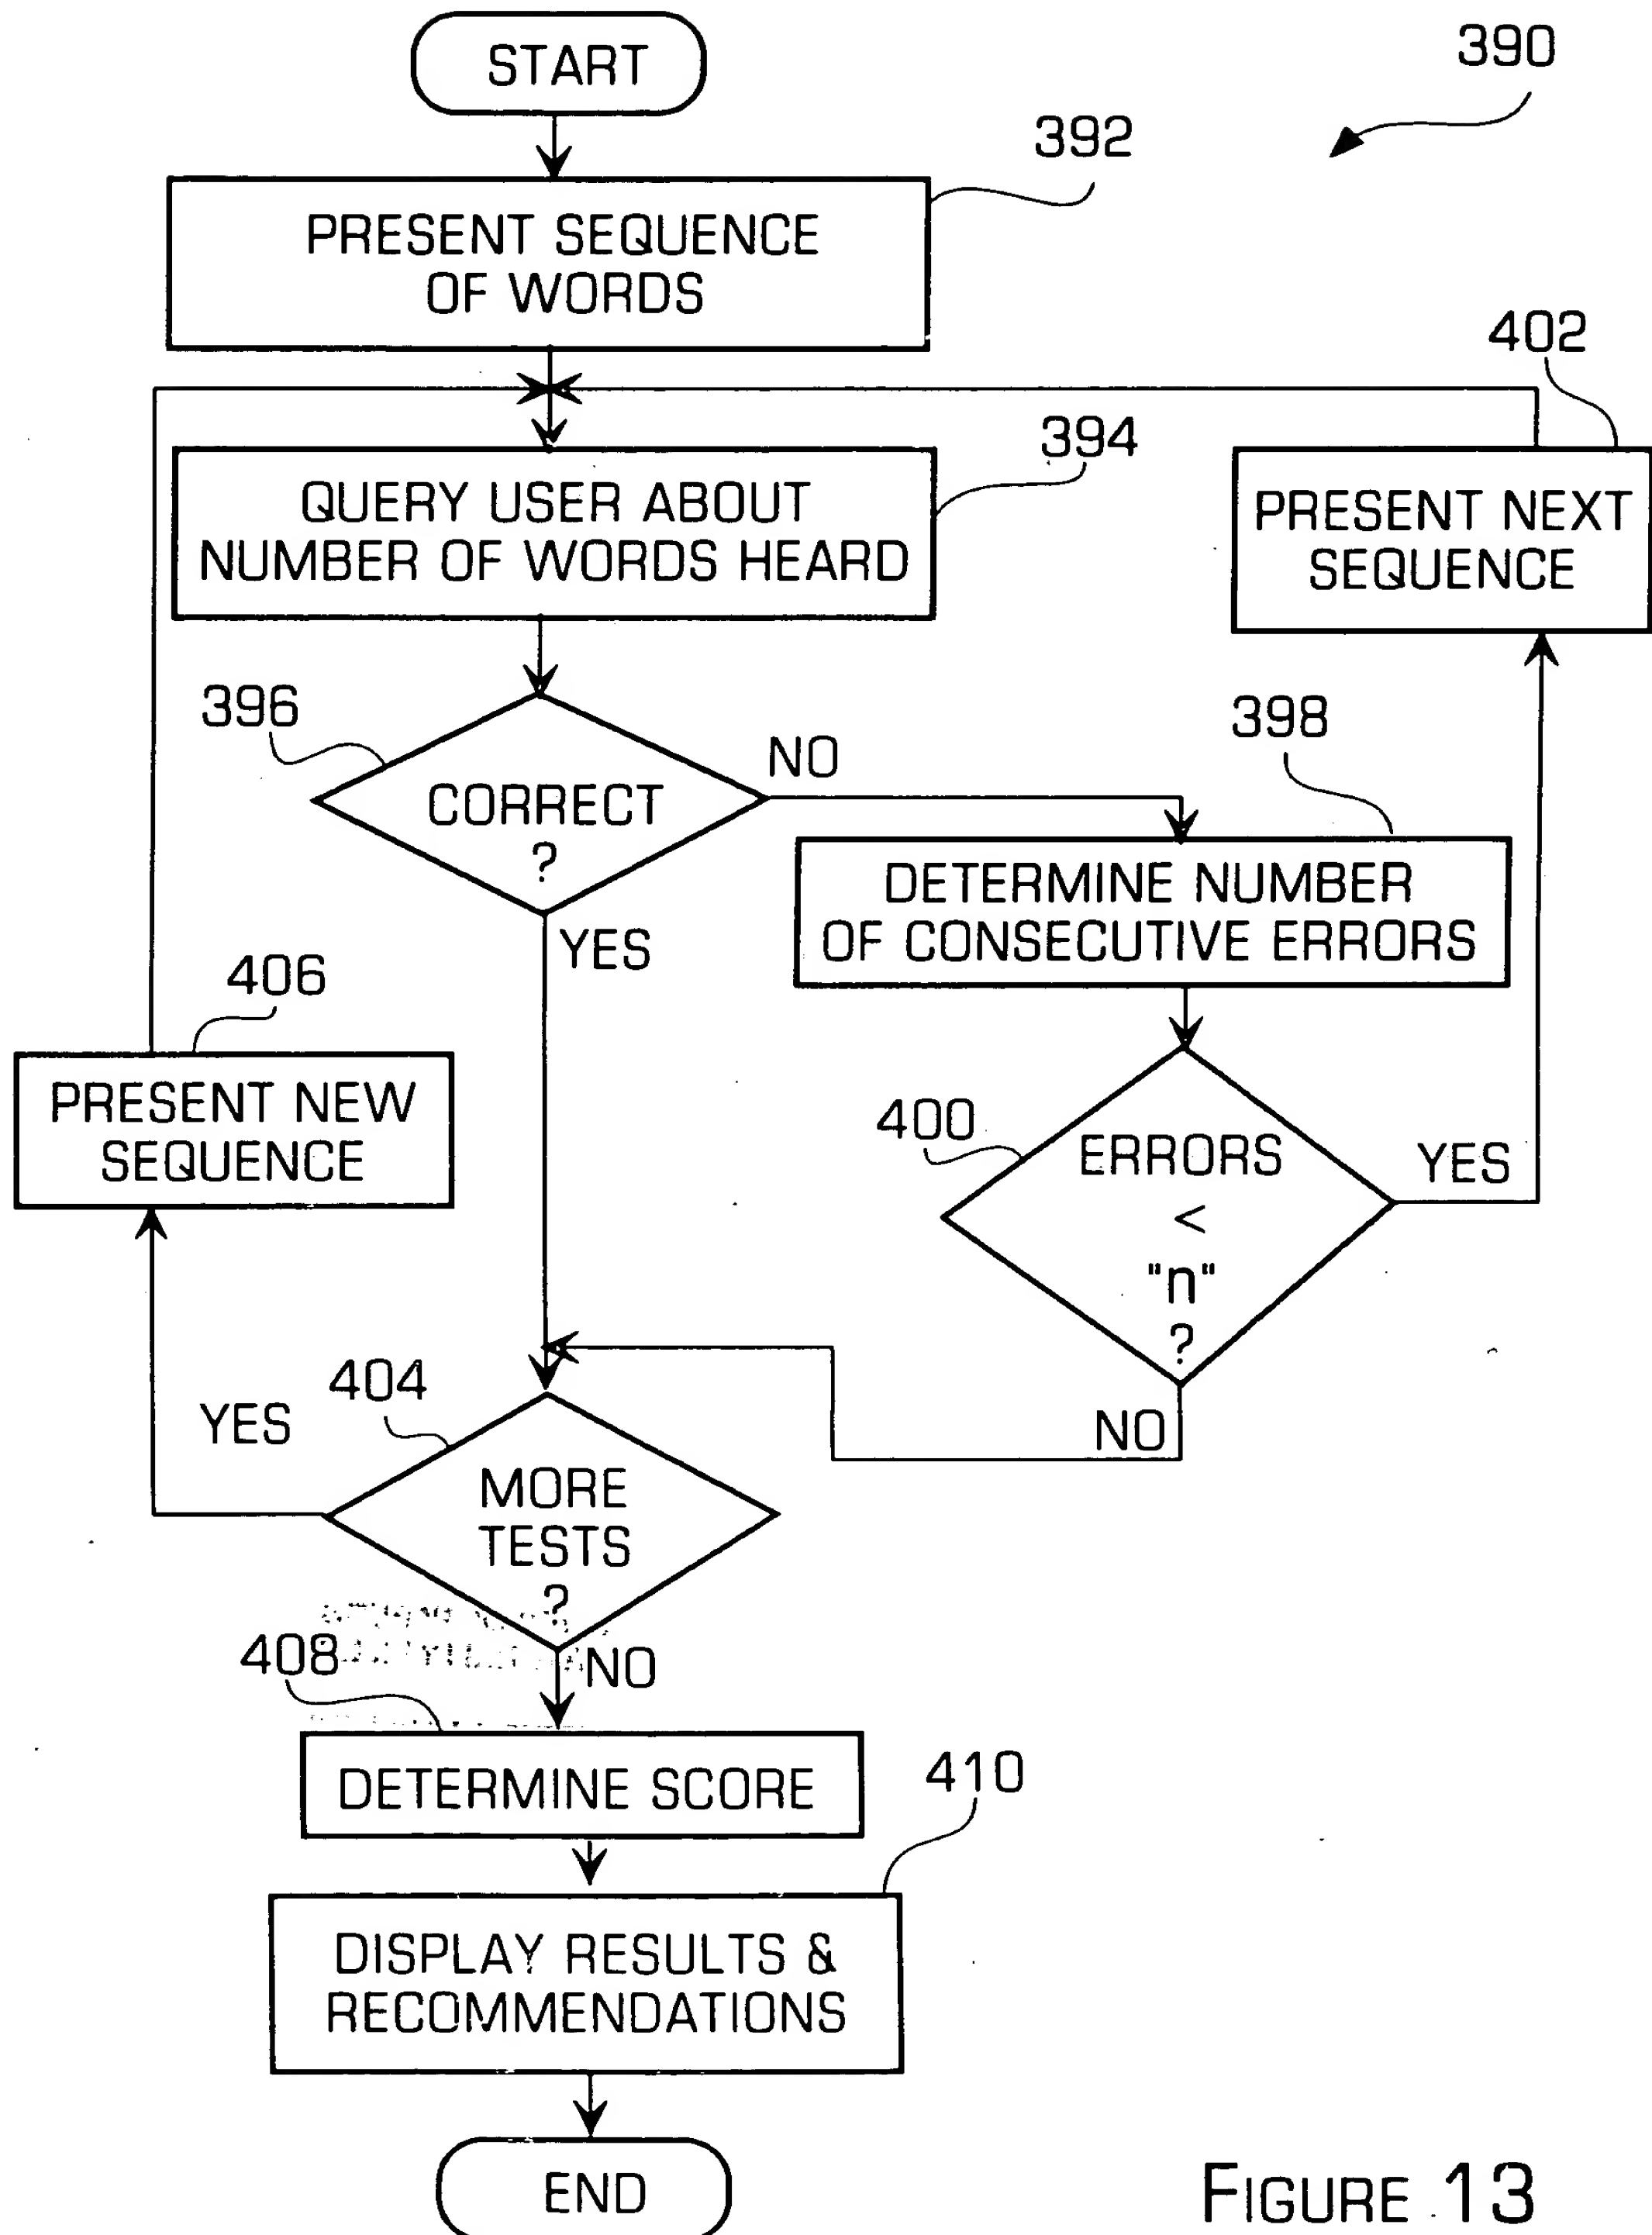 START
390
392
PRESENT SEQUENCE
OF WORDS
402
394
QUERY USER ABOUT
NUMBER OF WORDS HEARD
PRESENT NEXT
SEQUENCE
396
NO
398
CORRECT
?
DETERMINE NUMBER
OF CONSECUTIVE ERRORS
YES
406
PRESENT NEW
SEQUENCE
400
ERRORS
<
"n"
?
YES
404
YES
NO
MORE
TESTS
?
408
NO
DETERMINE SCORE
410
DISPLAY RESULTS &
RECOMMENDATIONS
END
FIGURE 13